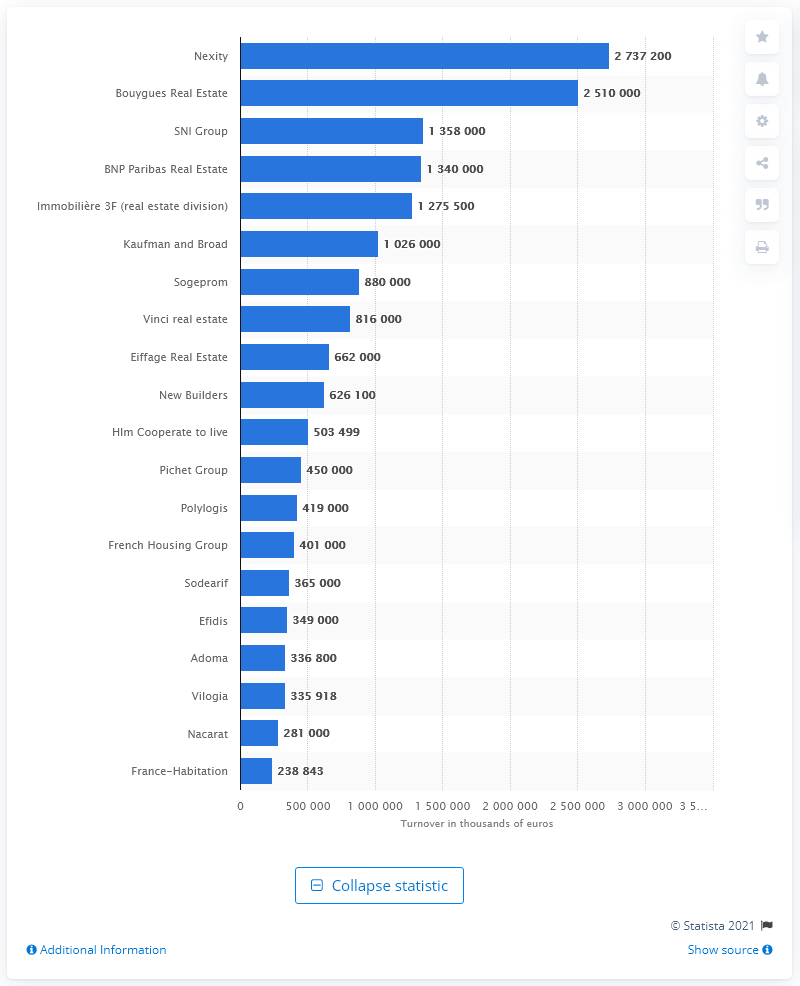 Nexity 2 737 200
Bouygues Real Estate 2 510 000
SNI Group 1 358 000
BNP Paribas Real Estate 1 340 000
Immobilière 3F (real estate division) 1 275 500
Kaufman and Broad 1 026 000
Sogeprom 880 000
Vinci real estate 816 000
Eiffage Real Estate 662 000
New Builders 626 100
Hlm Cooperate to live 503 499
Pichet Group 450 000
Polylogis 419 000
French Housing Group 401 000
Sodearif 365 000
Efidis 349 000
Adoma 336 800
Vilogia 335 918
Nacarat 281 000
France-Habitation 238 843
0 500 000 1 000 000 1 500 000 2 000 000 2 500 000 3 000 000 3 5...
Turnover in thousands of euros
Collapse statistic
© Statista 2021
Additional Information Show source